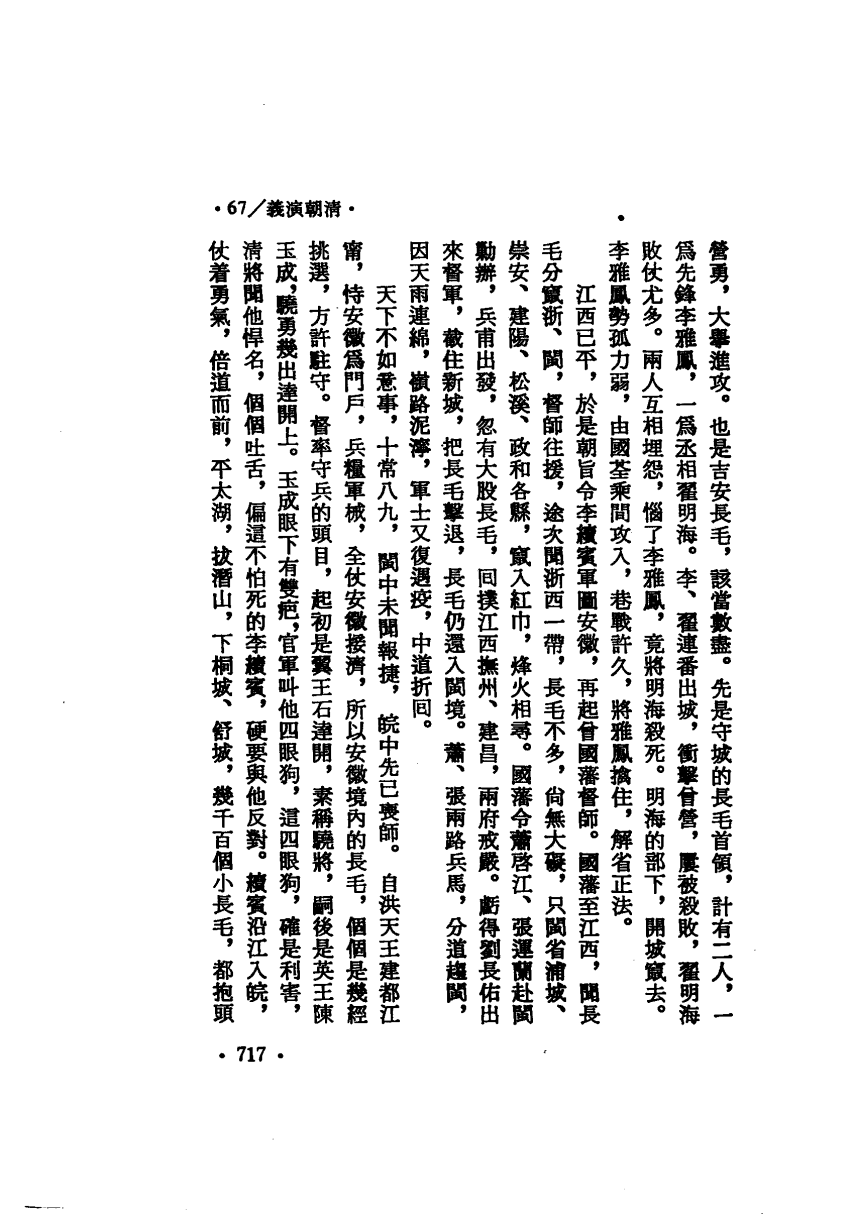 ·67／義演朝清·
營勇，大舉進攻。也是吉安長毛，該當數盡。先是守城的長毛首領，計有二人，一
爲先鋒李雅鳳，一爲丞相翟明海。李、翟連番出城，衝擊曾營，屢被殺敗，翟明海
敗仗尤多。兩人互相埋怨，惱了李雅鳳，竟將明海殺死。明海的部下，開城竄去。
李雅鳳勢孤力弱，由國荃乘間攻入，巷戰許久，將雅鳳擒住，解省正法。
江西已平，於是朝旨令李續賓軍圖安徽，再起曾國藩督師。國藩至江西，聞長
毛分竄浙、閩，督師往援，途次聞浙西一帶，長毛不多，尙無大礙，只閩省浦城、
崇安、建陽、松溪、政和各縣，竄入紅巾，烽火相尋。國藩令蕭啓江、張運蘭赴閩
勦辦，兵甫出發，忽有大股長毛，回撲江西撫州、建昌，兩府戒嚴。虧得劉長佑出
來督軍，截住新城，把長毛擊退，長毛仍還入閩境。蕭、張兩路兵馬，分道趨閩，
因天雨連綿，嶺路泥濘，軍士又復遇疫，中道折回。
天下不如意事，十常八九，閩中未聞報捷，皖中先已喪師。自洪天王建都江
甯，恃安徽爲門戶，兵糧軍械，全仗安徽接濟，所以安徽境內的長毛，個個是幾經
挑選，方許駐守。督率守兵的頭目，起初是翼王石達開，素稱驍將，嗣後是英王陳
玉成，驍勇幾出達開上。玉成眼下有雙疤，官軍叫他四眼狗，這四眼狗，確是利害，
清將聞他悍名，個個吐舌，偏這不怕死的李續賓，硬要與他反對。續賓沿江入皖，
仗着勇氣，倍道而前，平太湖，拔潛山，下桐城、舒城，幾千百個小長毛，都抱頭
·717·